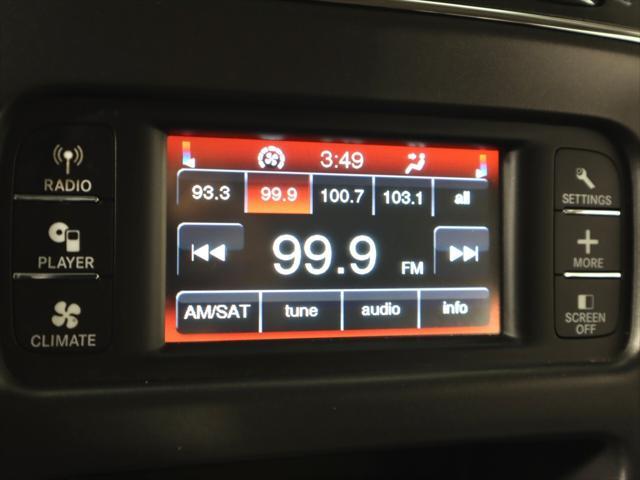 3:49
93.3 99.9 100.7 103.1 all
99.9 FM
AM/SAT tune audio info
RADIO
PLAYER
CLIMATE
SETTINGS
MORE
SCREEN
OFF